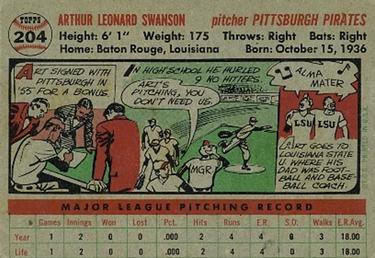 TOPPS
204
ARTHUR LEONARD SWANSON pitcher PITTSBURGH PIRATES
Height: 6' 1" Weight: 175 Throws: Right Bats: Right
Home: Baton Rouge, Louisiana Born: October 15, 1936
ART SIGNED WITH
PITTSBURGH IN
'55 FOR A BONUS.
IN HIGH SCHOOL HE HURLED
9 NO HITTERS.
ART'S
PITCHING, YOU
DON'T NEED
US.
MGR
ALMA
MATER
LSU LSU
ART GOES TO
LOUISIANA STATE
U WHERE HIS
DAD WAS FOOT-
BALL AND BASE-
BALL COACH.
MAJOR LEAGUE PITCHING RECORD
Games Innings Won Lost Pct. Hits Runs E.R. S.O. Walks E.R.Avg.
Year 1 2 0 0 .000 2 4 4 0 3 18.00
Life 1 2 0 0 .000 2 4 4 0 3 18.00